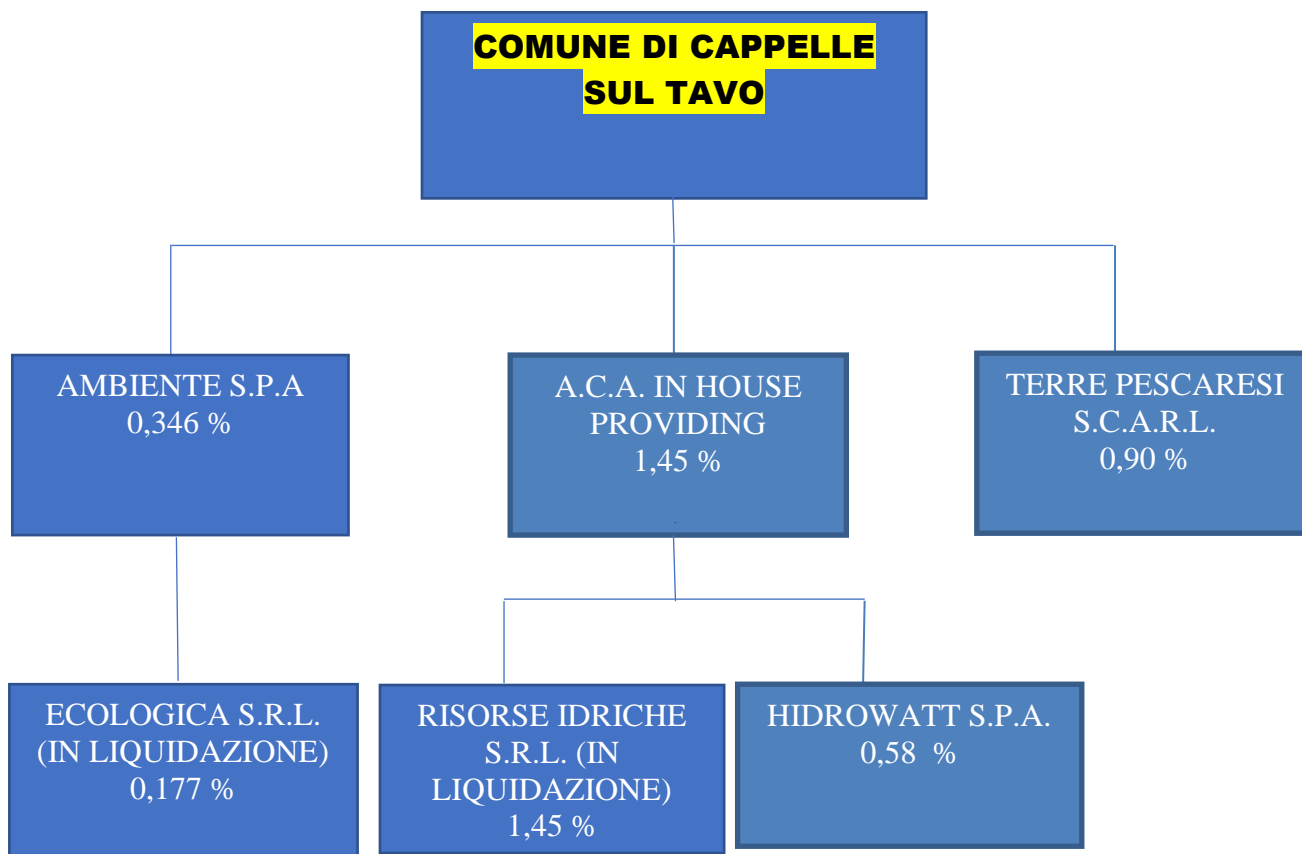 COMUNE DI CAPPELLE
SUL TAVO
AMBIENTE S.P.A
0,346 %
A.C.A. IN HOUSE
PROVIDING
1,45 %
TERRE PESCARESI
S.C.A.R.L.
0,90 %
ECOLOGICA S.R.L.
(IN LIQUIDAZIONE)
0,177 %
RISORSE IDRICHE
S.R.L. (IN
LIQUIDAZIONE)
1,45 %
HIDROWATT S.P.A.
0,58  %